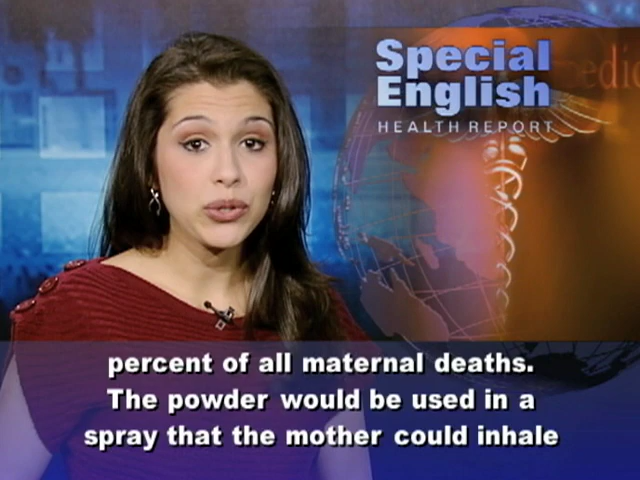 Special
English
HEALTH REPORT
edic
percent of all maternal deaths.
The powder would be used in a
spray that the mother could inhale